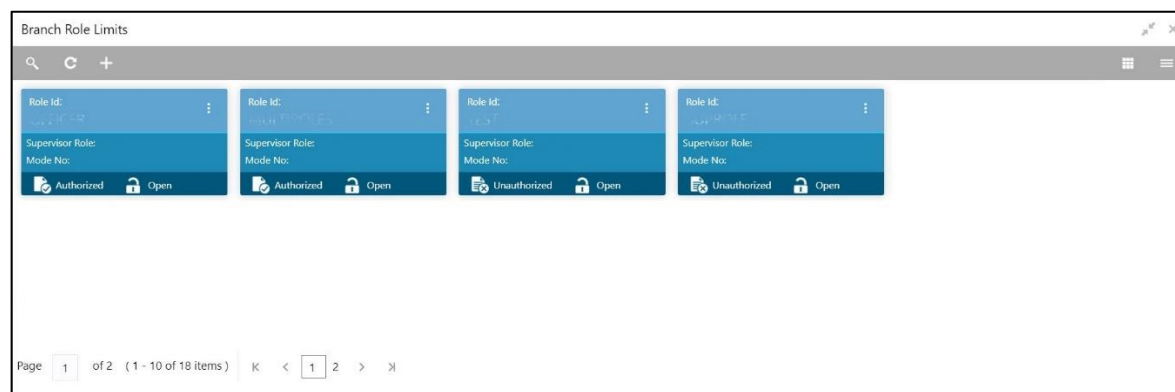 Branch Role Limits
Role Id:
Supervisor Role:
Mode No:
Authorized Open
Role Id:
Supervisor Role:
Mode No:
Authorized Open
Role Id:
Supervisor Role:
Mode No:
Unauthorized Open
Role Id:
Supervisor Role:
Mode No:
Unauthorized Open
Page 1 of 2 ( 1 - 10 of 18 items ) 1 2